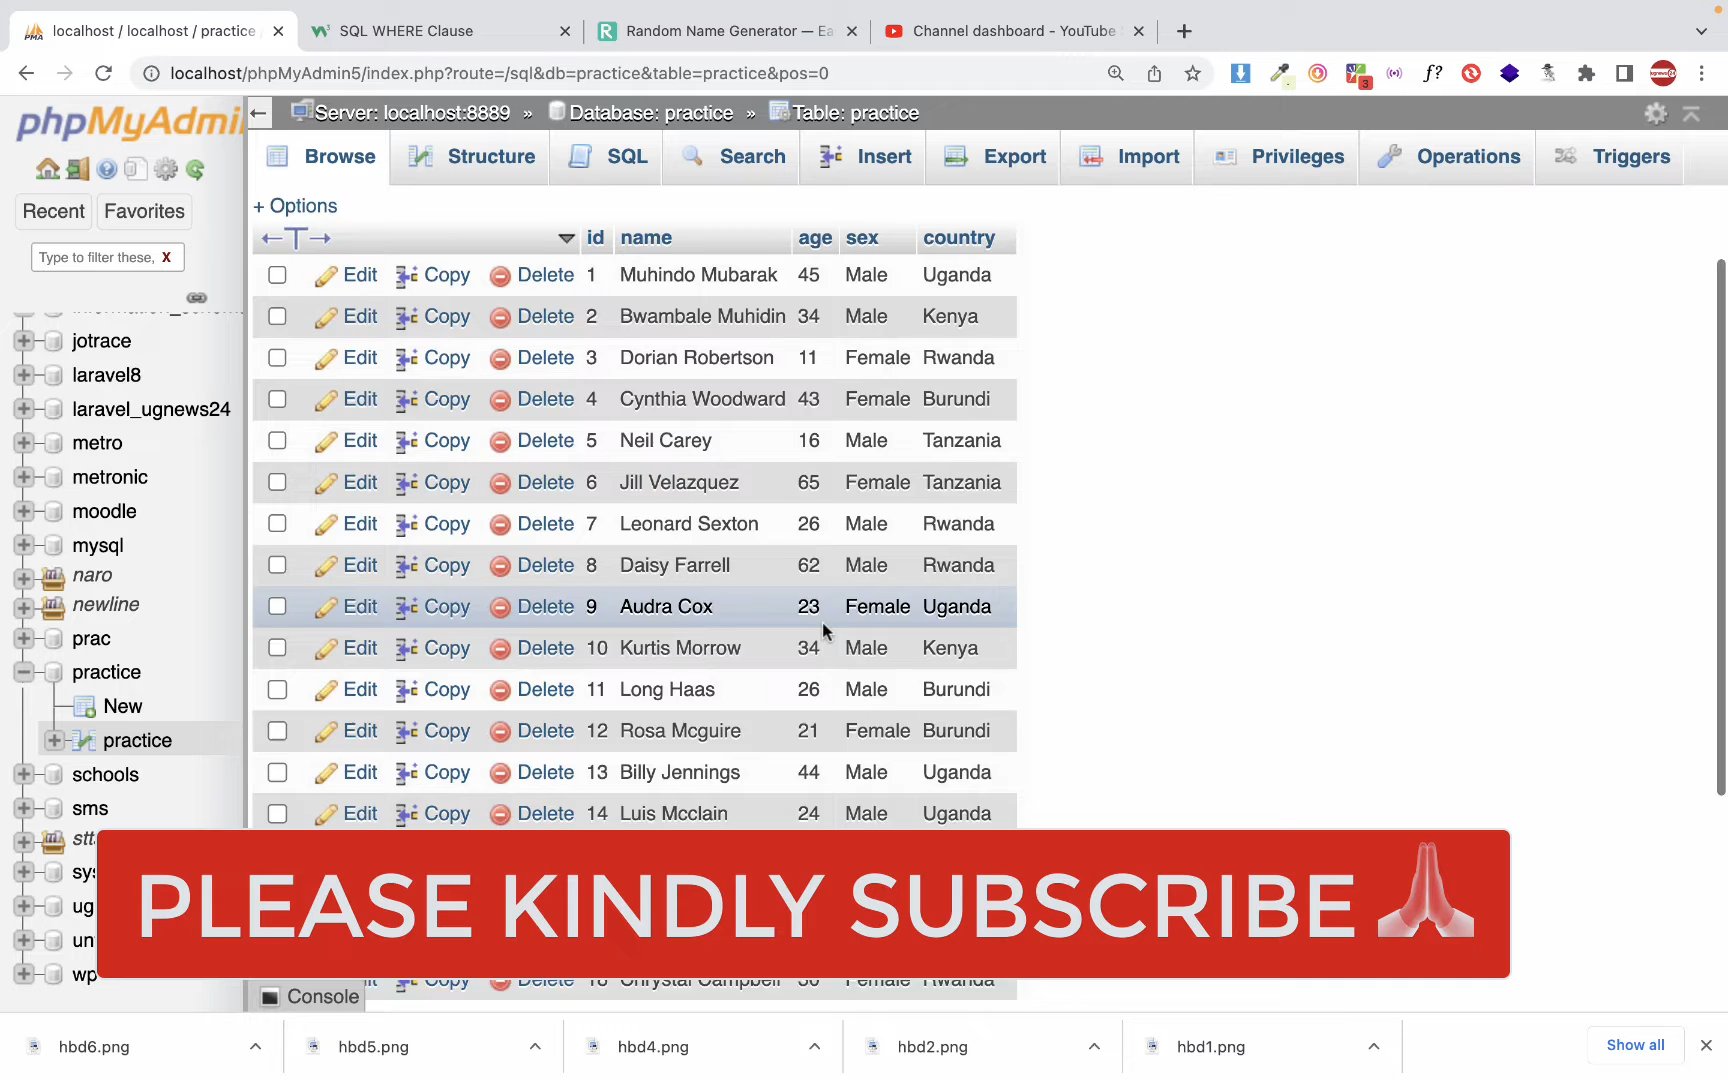 localhost / localhost / practice
SQL WHERE Clause
Random Name Generator — Ea
Channel dashboard - YouTube
localhost/phpMyAdmin5/index.php?route=/sql&db=practice&table=practice&pos=0
f?
3
phpMyAdmi
Server: localhost:8889 » Database: practice » Table: practice
Browse Structure SQL Search Insert Export Import Privileges Operations Triggers
Recent Favorites
Type to filter these, X
jotrace
laravel8
laravel_ugnews24
metro
metronic
moodle
mysql
naro
newline
prac
practice
New
practice
schools
sms
sys
ug
un
wp
+ Options
id name age sex country
Edit Copy Delete 1 Muhindo Mubarak 45 Male Uganda
Edit Copy Delete 2 Bwambale Muhidin 34 Male Kenya
Edit Copy Delete 3 Dorian Robertson 11 Female Rwanda
Edit Copy Delete 4 Cynthia Woodward 43 Female Burundi
Edit Copy Delete 5 Neil Carey 16 Male Tanzania
Edit Copy Delete 6 Jill Velazquez 65 Female Tanzania
Edit Copy Delete 7 Leonard Sexton 26 Male Rwanda
Edit Copy Delete 8 Daisy Farrell 62 Male Rwanda
Edit Copy Delete 9 Audra Cox 23 Female Uganda
Edit Copy Delete 10 Kurtis Morrow 34 Male Kenya
Edit Copy Delete 11 Long Haas 26 Male Burundi
Edit Copy Delete 12 Rosa Mcguire 21 Female Burundi
Edit Copy Delete 13 Billy Jennings 44 Male Uganda
Edit Copy Delete 14 Luis Mcclain 24 Male Uganda
PLEASE KINDLY SUBSCRIBE
Console
hbd6.png
hbd5.png
hbd4.png
hbd2.png
hbd1.png
Show all